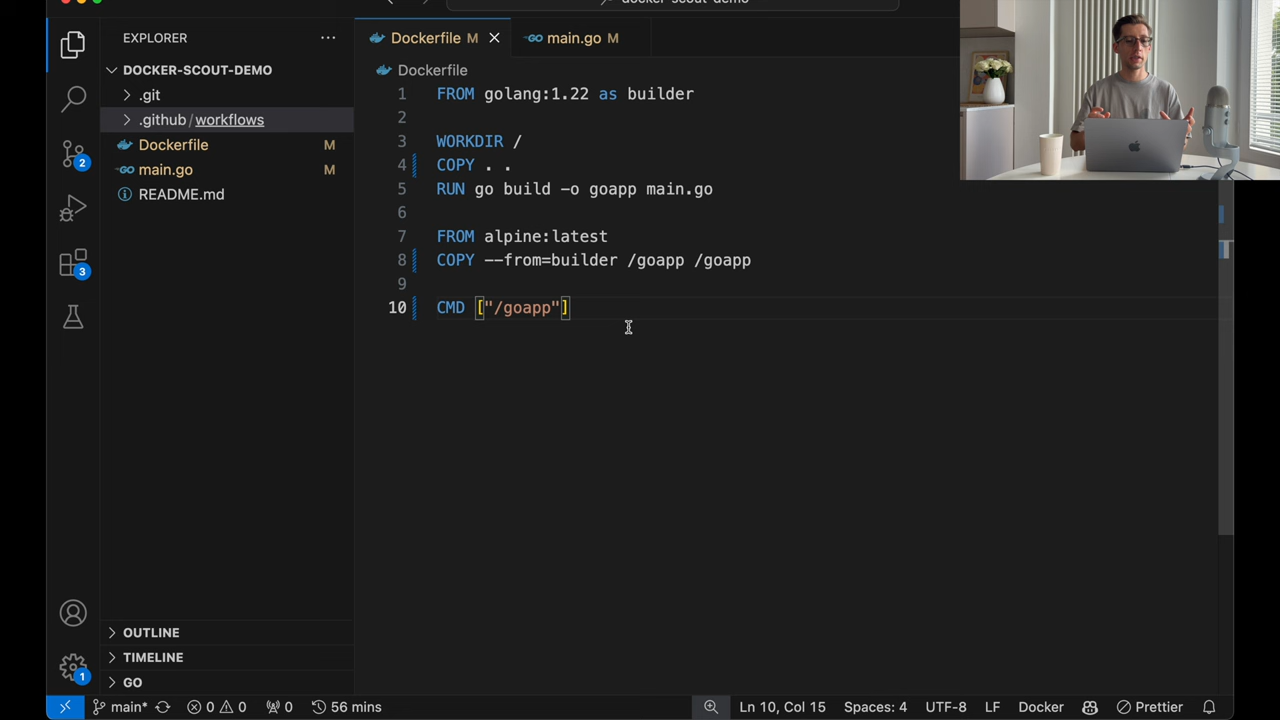 docker-scout-demo
EXPLORER
DOCKER-SCOUT-DEMO
.git
.github/workflows
Dockerfile M
main.go M
README.md
Dockerfile M
main.go M
Dockerfile
1 FROM golang:1.22 as builder
2
3 WORKDIR /
4 COPY . .
5 RUN go build -o goapp main.go
6
7 FROM alpine:latest
8 COPY --from=builder /goapp /goapp
9
10 CMD ["/goapp"]
2
3
OUTLINE
TIMELINE
GO
1
main* 0 0 0 56 mins Ln 10, Col 15 Spaces: 4 UTF-8 LF Docker Prettier